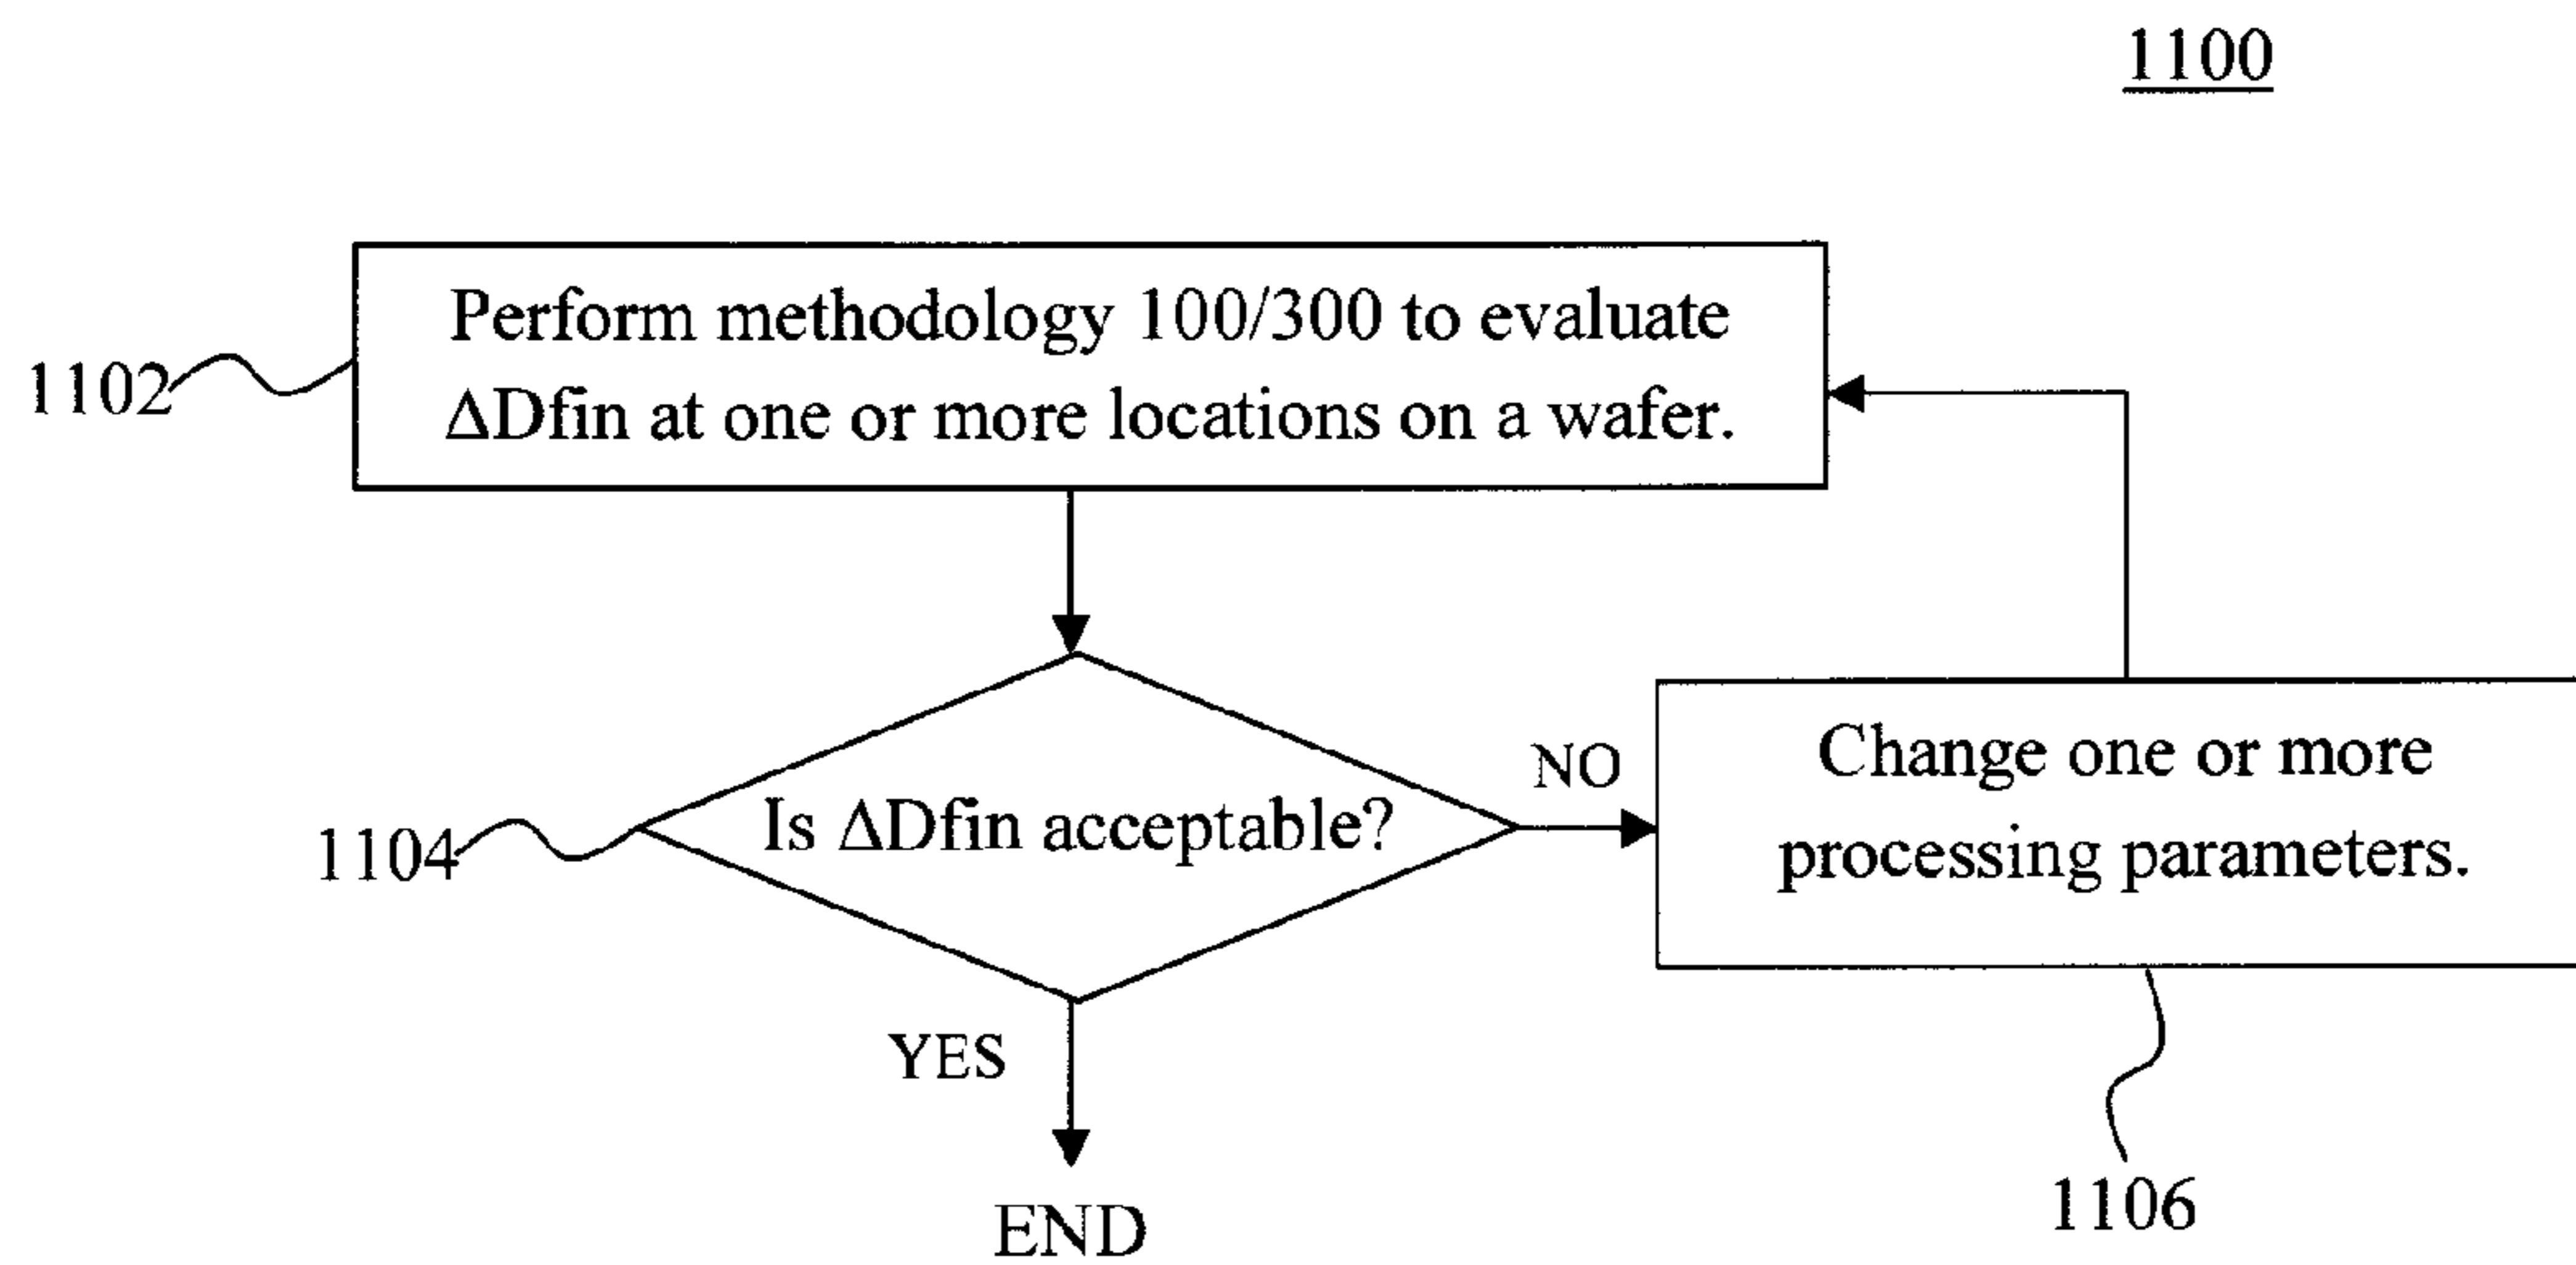 1100
Perform methodology 100/300 to evaluate
ΔDfin at one or more locations on a wafer.
1102
Is ΔDfin acceptable?
1104
NO
Change one or more
processing parameters.
1106
YES
END